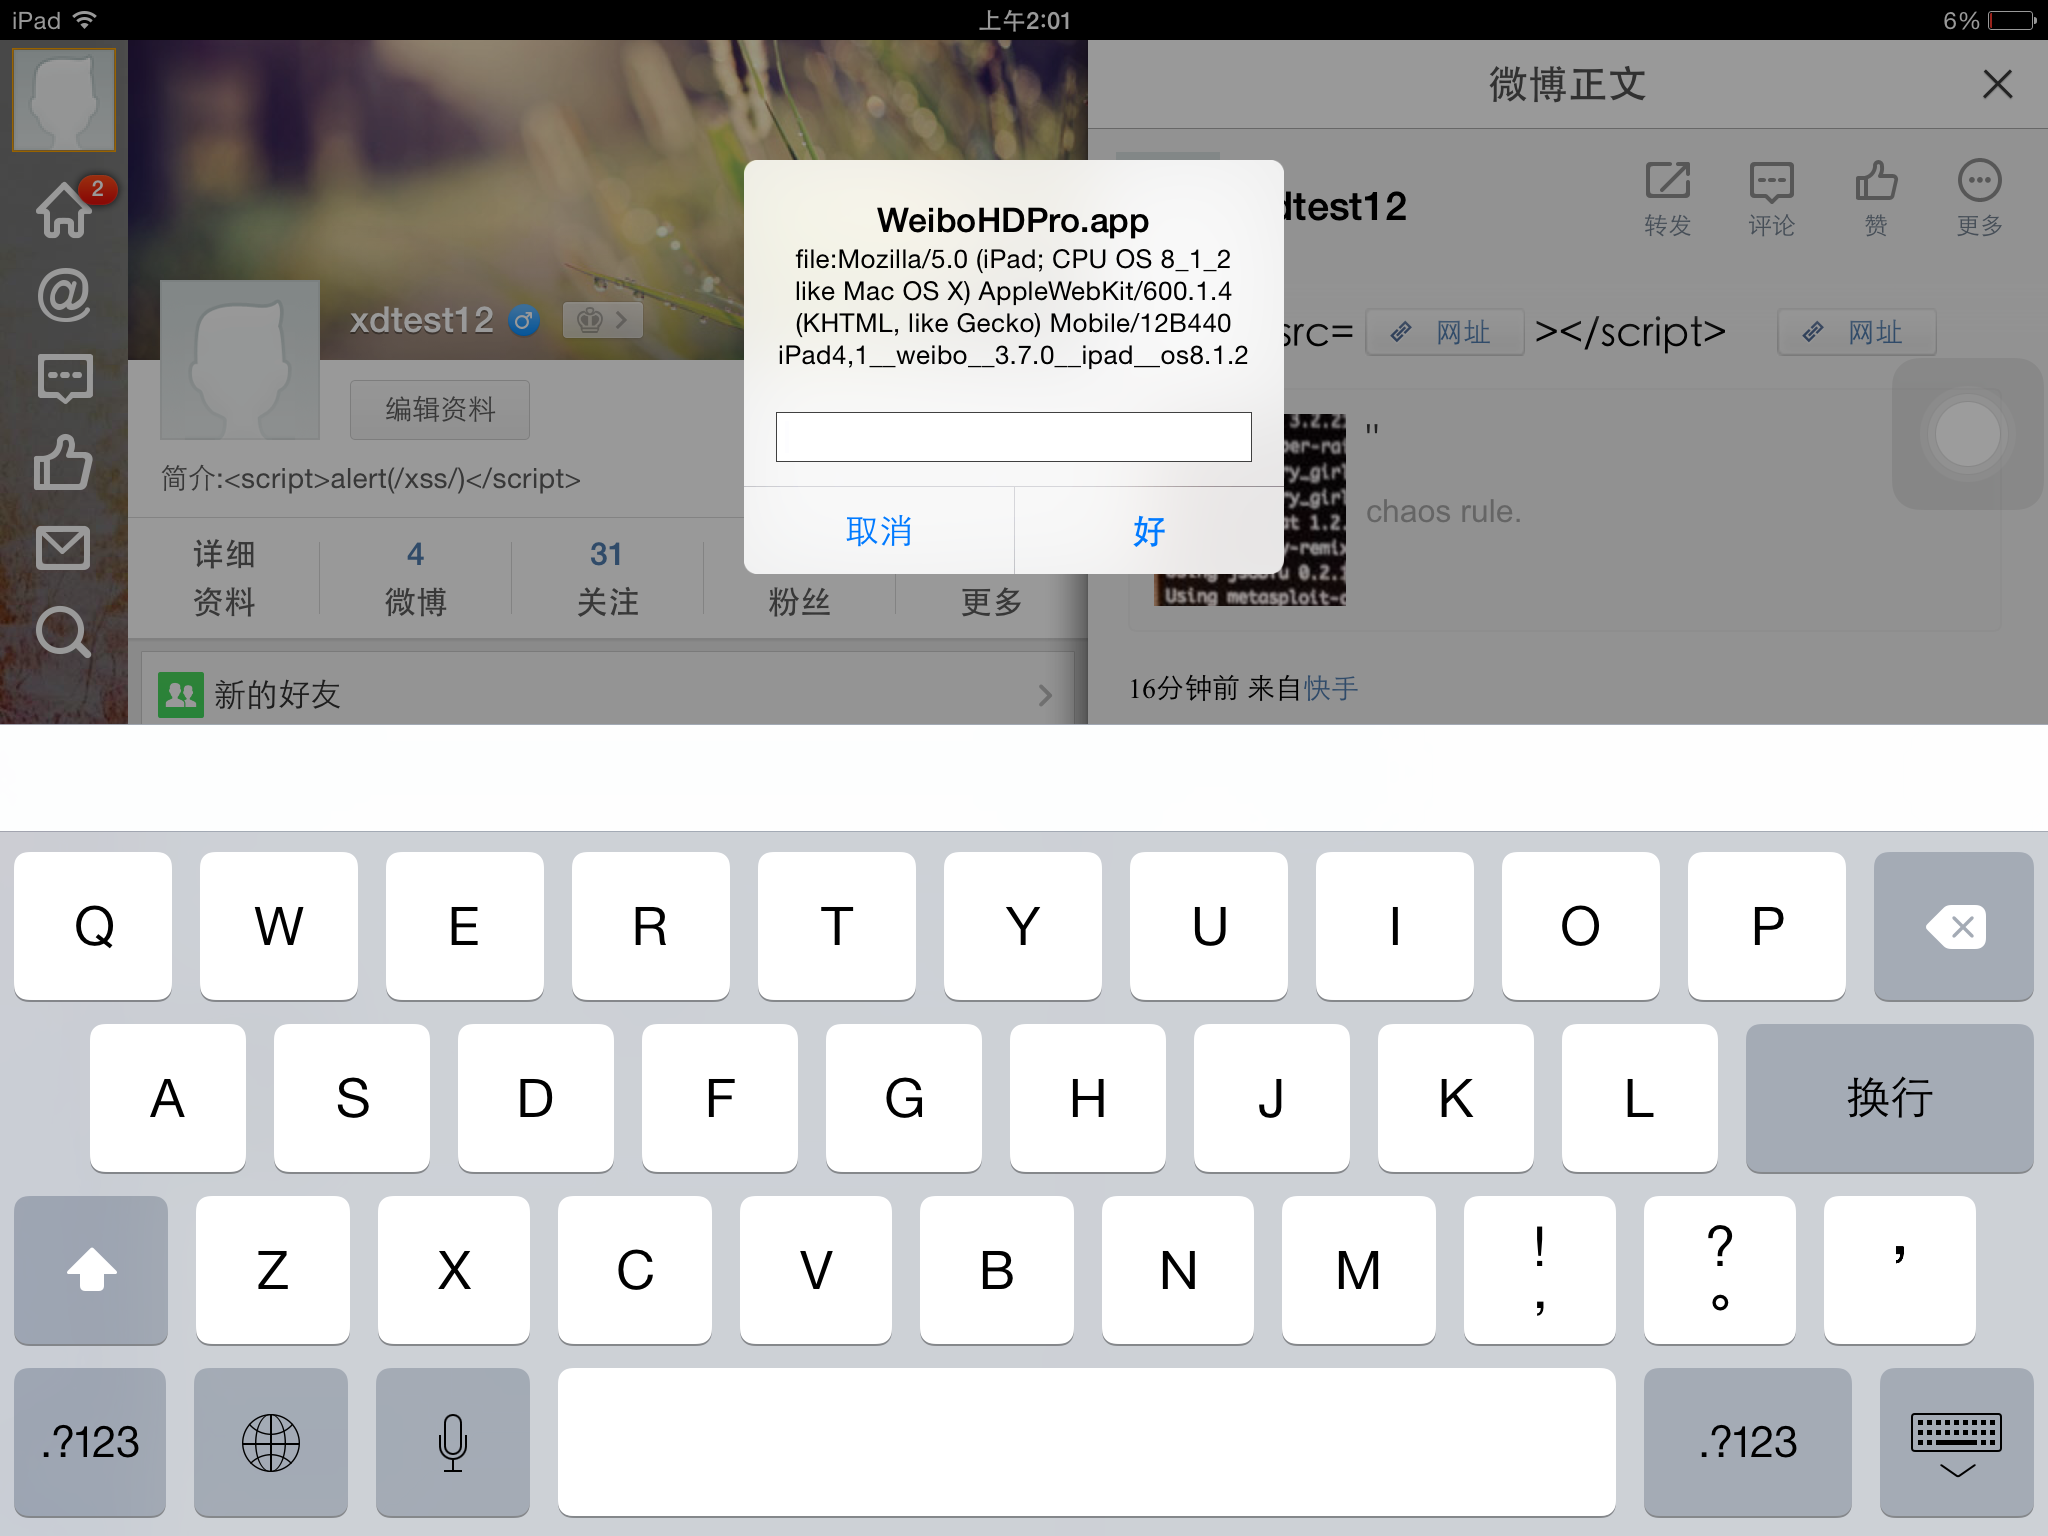 iPad
上午2:01
6%
2
xdtest12
编辑资料
简介:<script>alert(/xss/)</script>
详细
资料
4
微博
31
关注
粉丝
更多
新的好友
微博正文
dtest12
转发
评论
赞
更多
src= 网址 ></script> 网址
"
chaos rule.
Using metasploit-
16分钟前 来自快手
WeiboHDPro.app
file:Mozilla/5.0 (iPad; CPU OS 8_1_2
like Mac OS X) AppleWebKit/600.1.4
(KHTML, like Gecko) Mobile/12B440
iPad4,1__weibo__3.7.0__ipad__os8.1.2
取消
好
Q W E R T Y U I O P
A S D F G H J K L 换行
Z X C V B N M ! , ? 。 ’
.?123
.?123